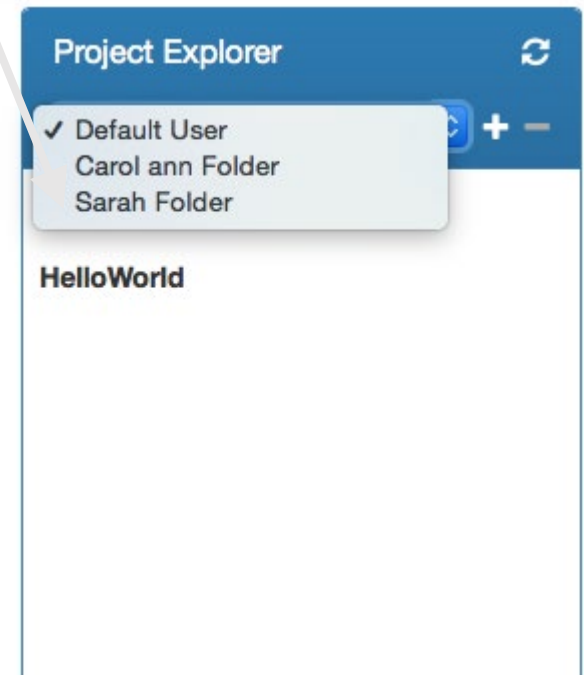 Project Explorer
✓ Default User
Carol ann Folder
Sarah Folder
HelloWorld